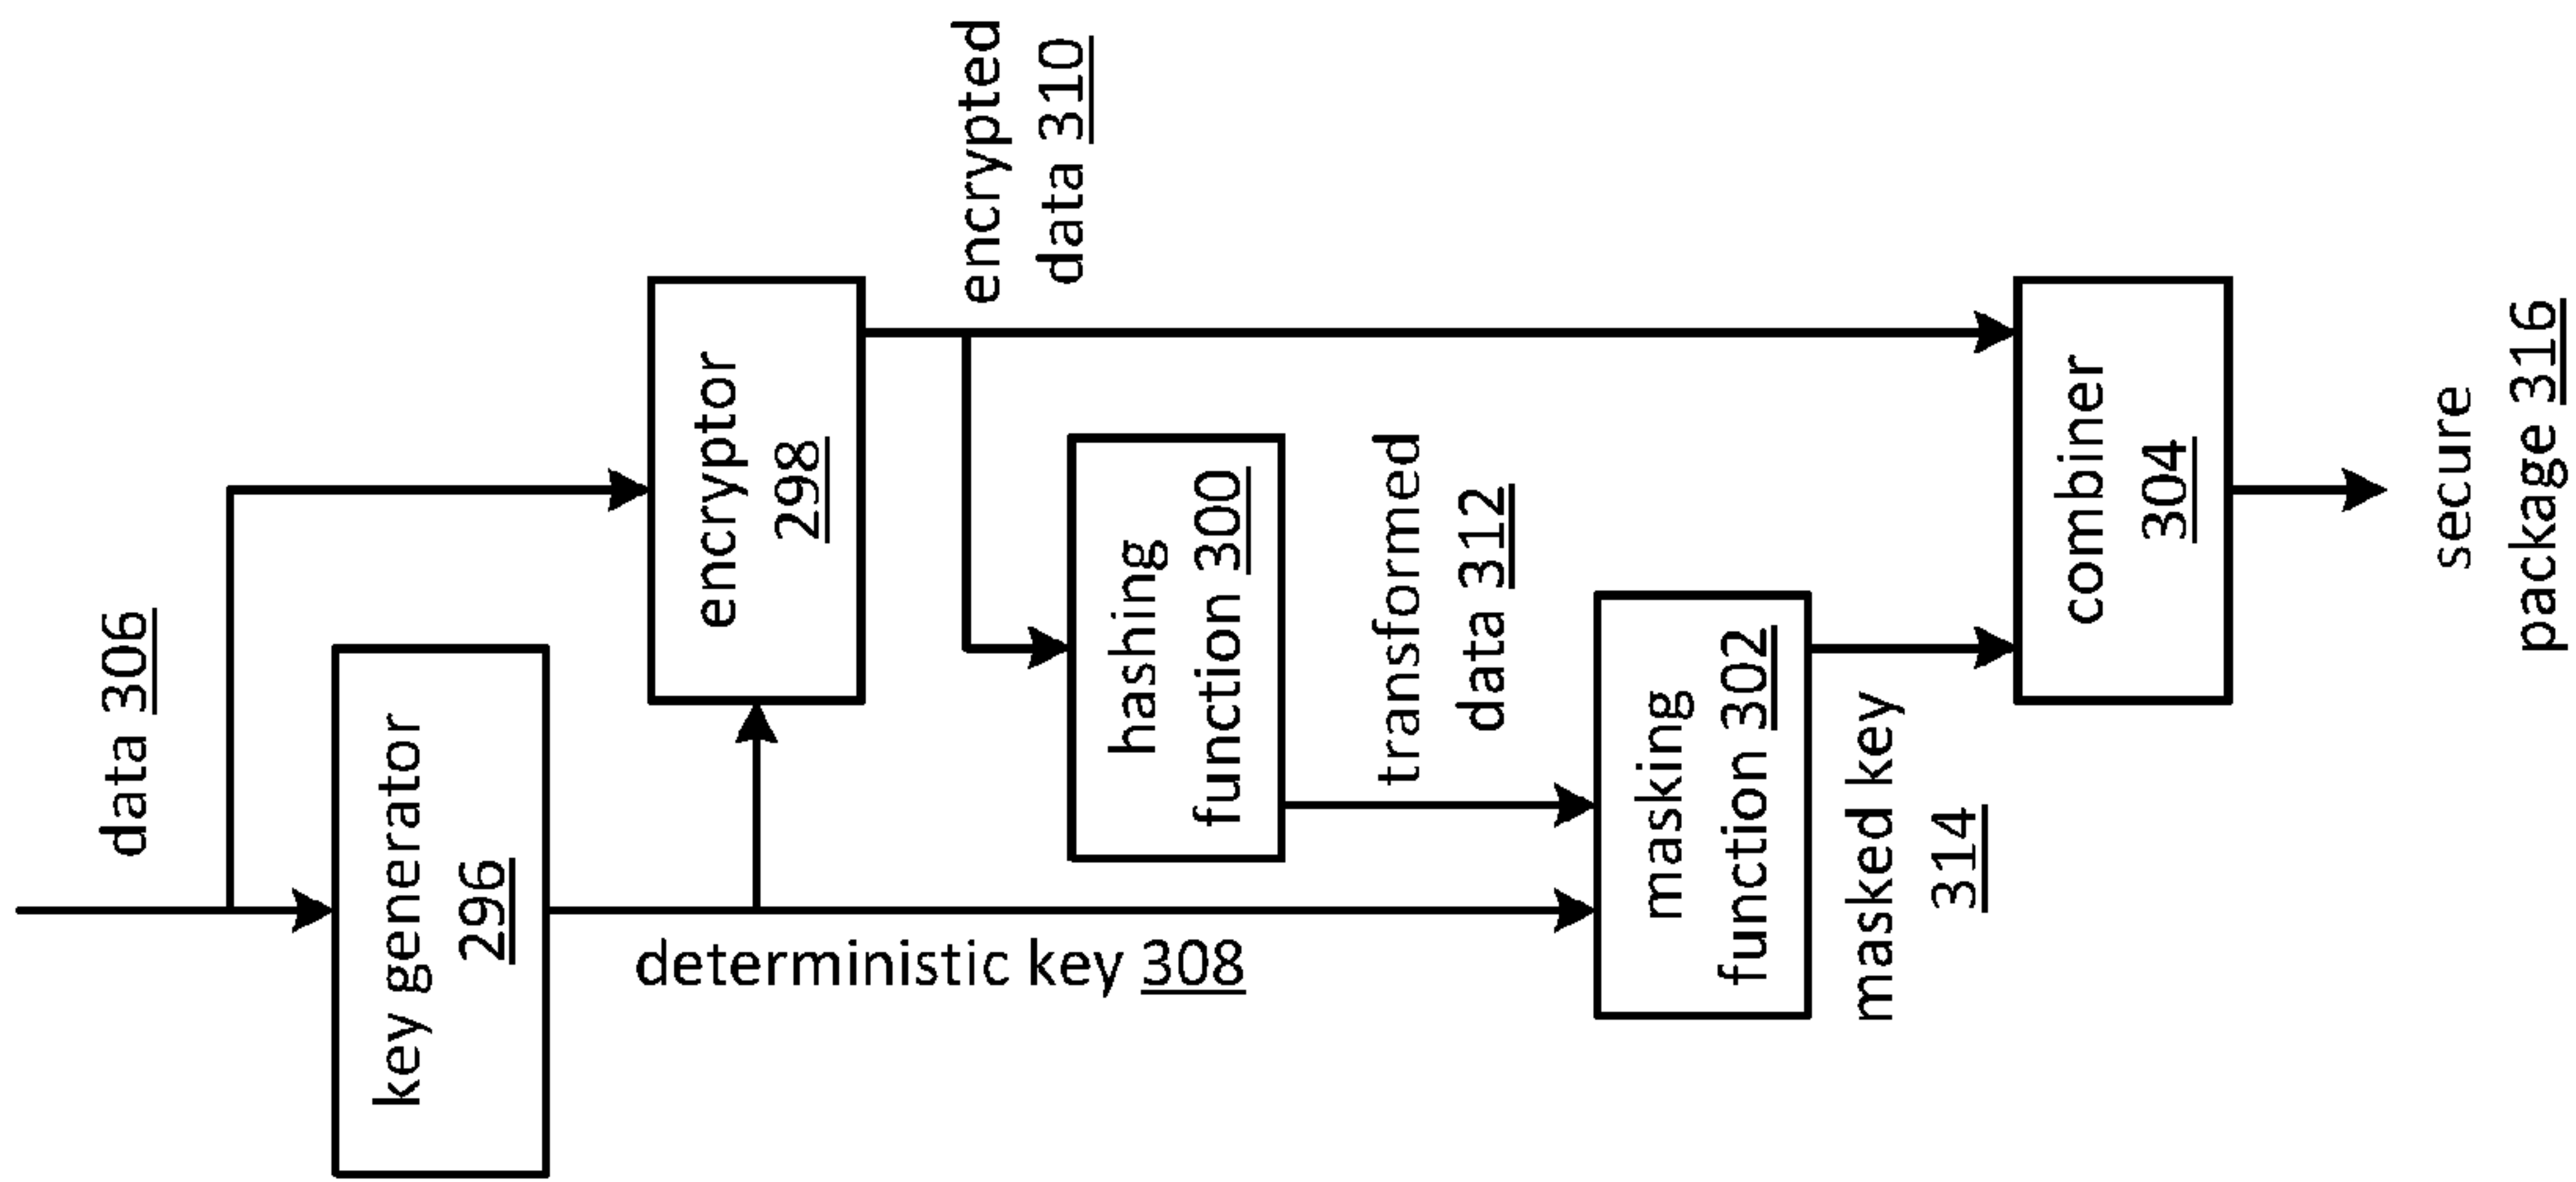 data 306
key generator
296
deterministic key 308
encryptor
298
encrypted
data 310
hashing
function 300
transformed
data 312
masking
function 302
masked key
314
combiner
304
secure
package 316